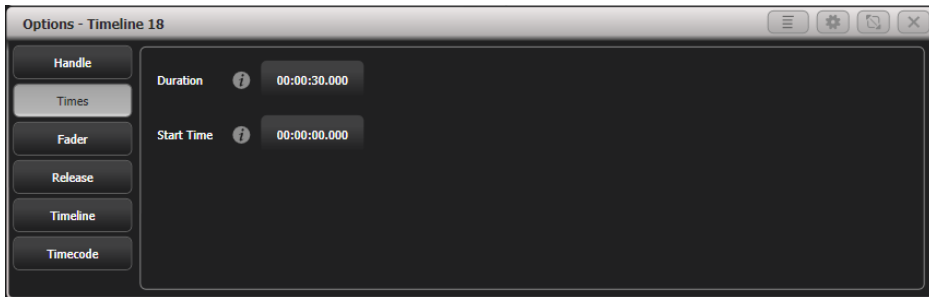 Options - Timeline 18
Handle
Times
Fader
Release
Timeline
Timecode
Duration i 00:00:30.000
Start Time i 00:00:00.000